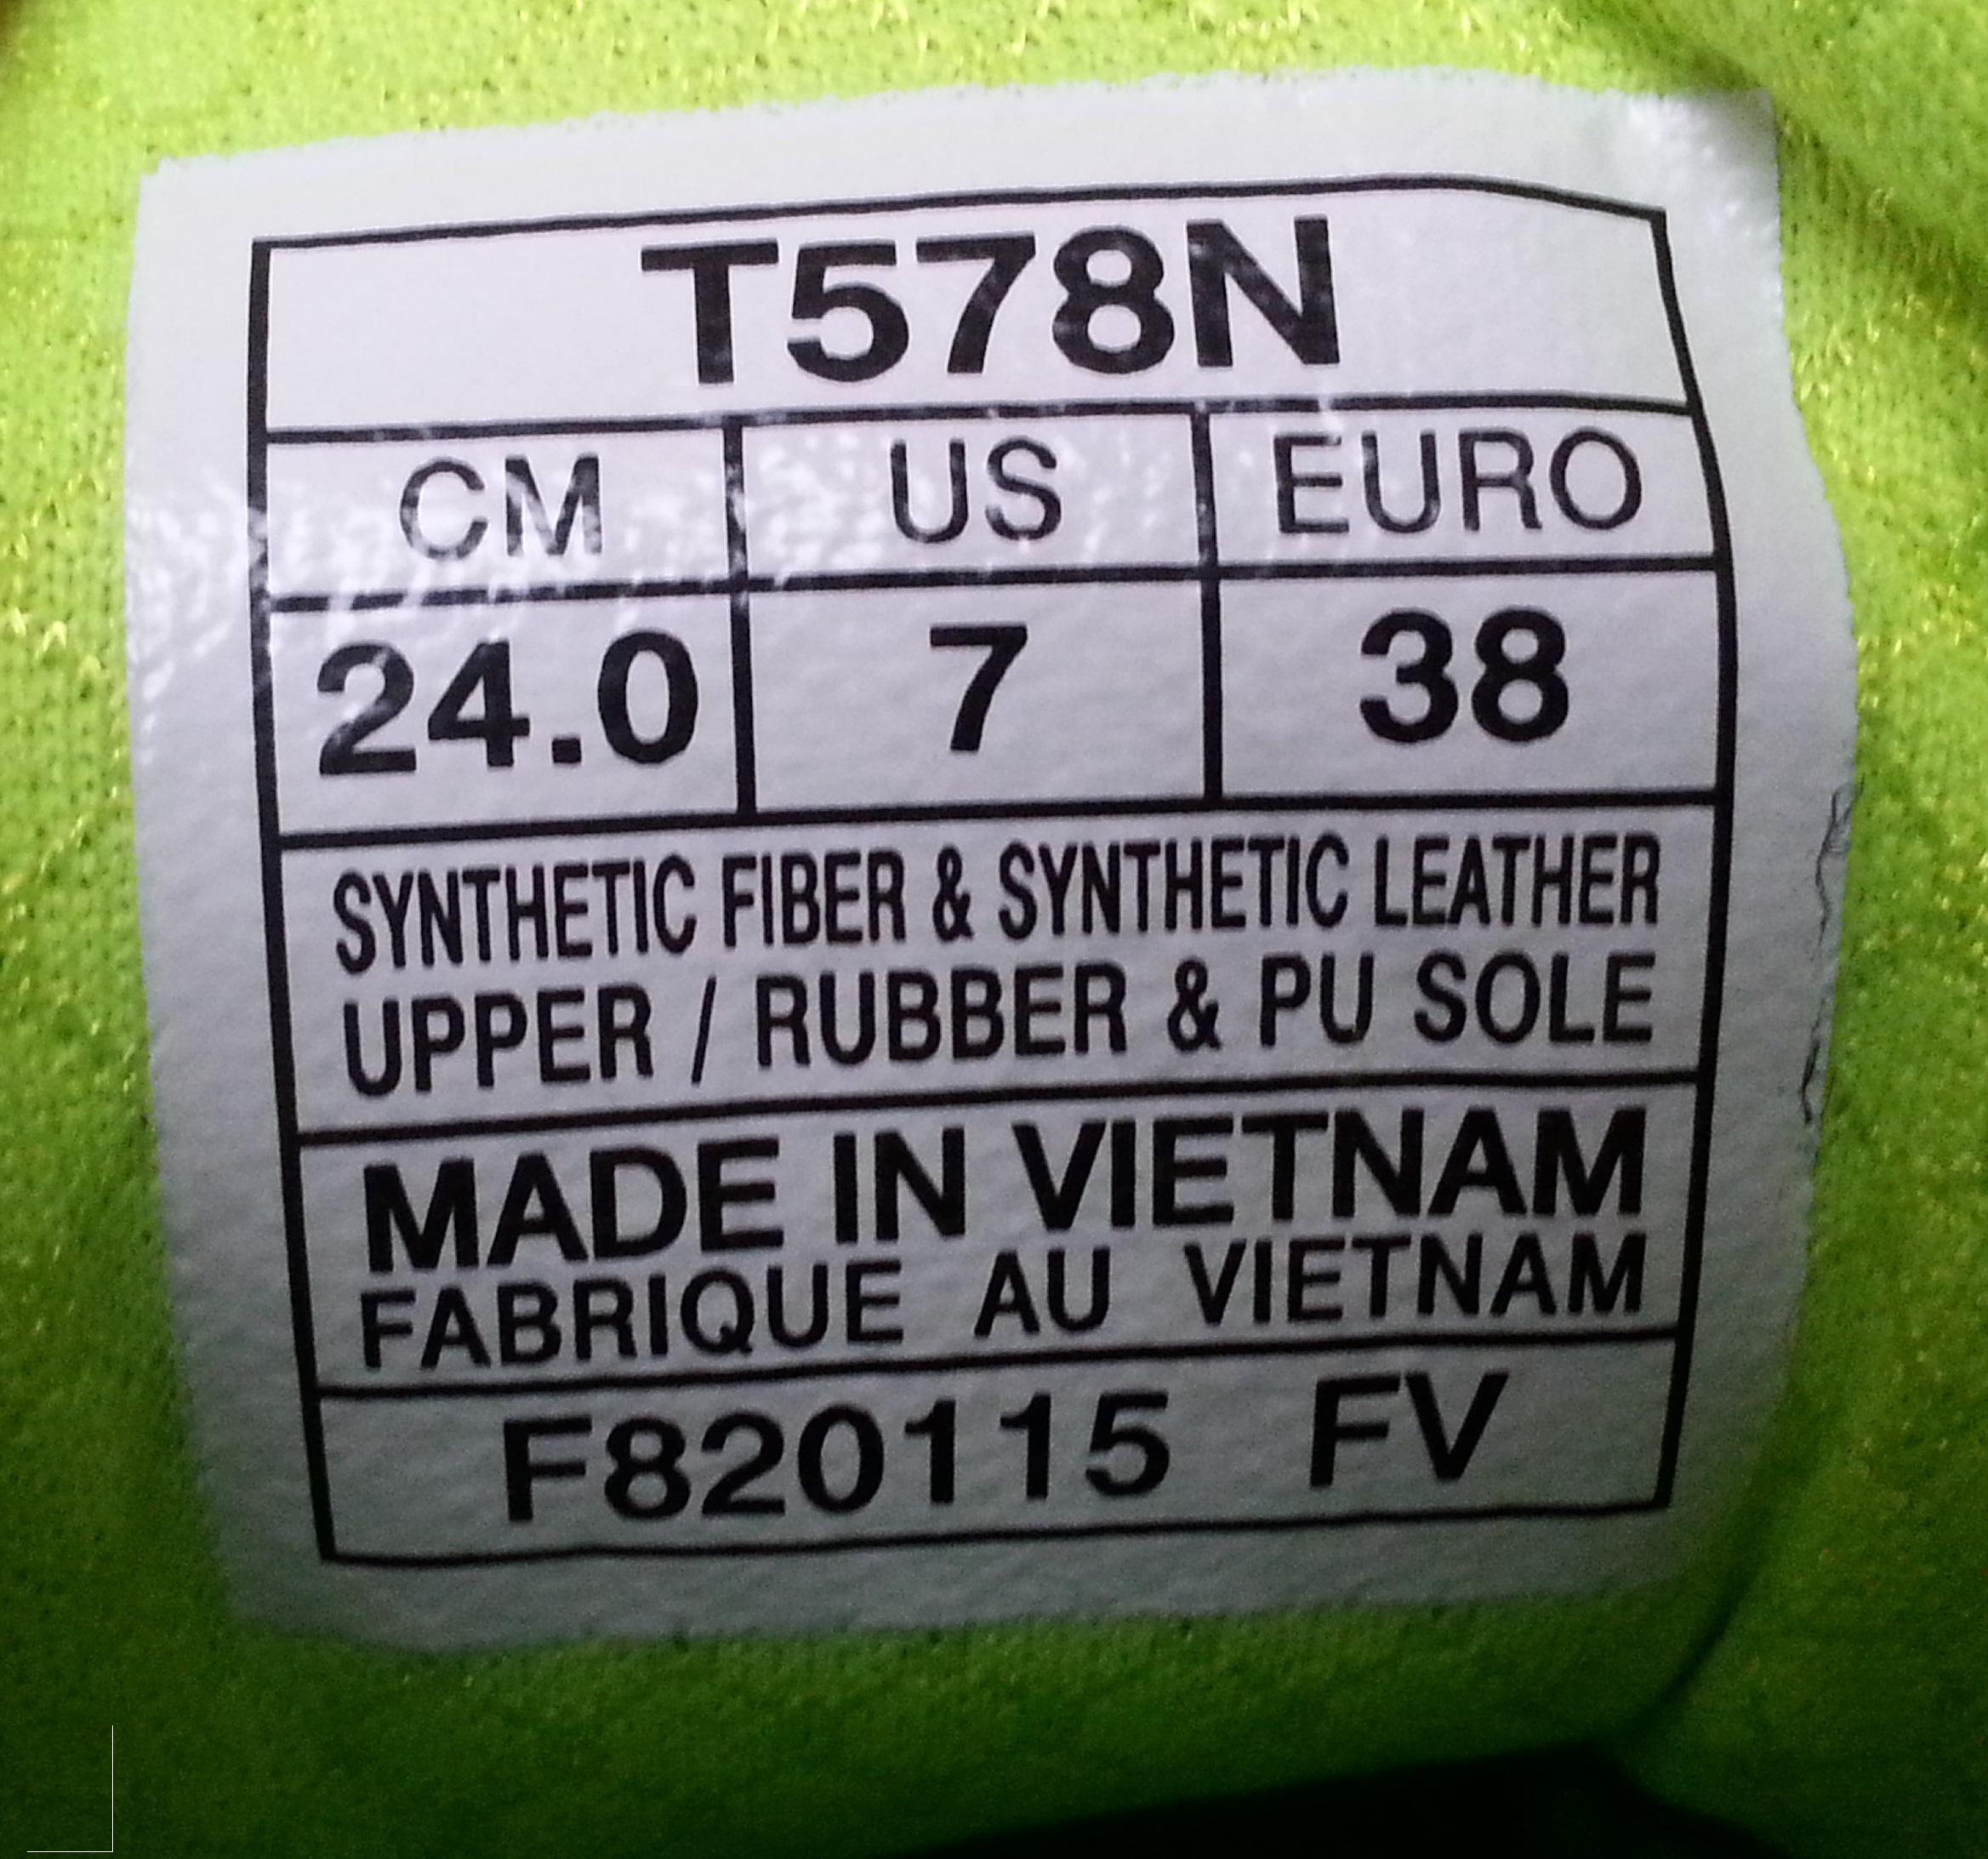 T578N
CM US EURO
24.0 7 38
SYNTHETIC FIBER & SYNTHETIC LEATHER
UPPER / RUBBER & PU SOLE
MADE IN VIETNAM
FABRIQUE AU VIETNAM
F820115 FV